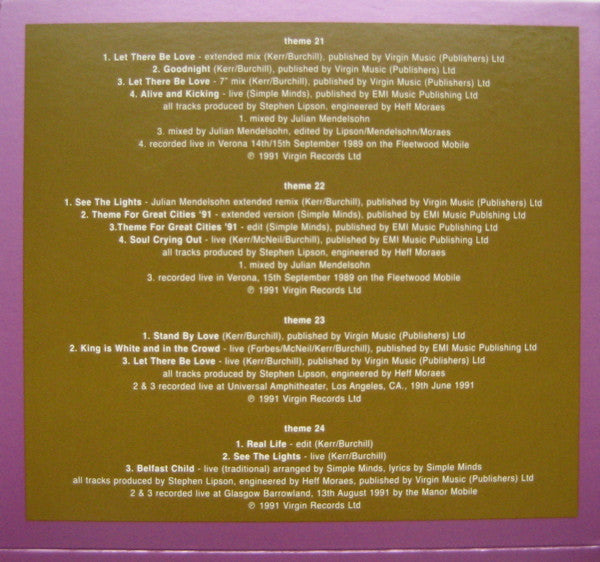 theme 21
1. Let There Be Love - extended mix (Kerr/Burchill), published by Virgin Music (Publishers) Ltd
2. Goodnight (Kerr/Burchill), published by Virgin Music (Publishers) Ltd
3. Let There Be Love - 7" mix (Kerr/Burchill), published by Virgin Music (Publishers) Ltd
4. Alive and Kicking - live (Simple Minds), published by EMI Music Publishing Ltd
all tracks produced by Stephen Lipson, engineered by Heff Moraes
1. mixed by Julian Mendelsohn
3. mixed by Julian Mendelsohn, edited by Lipson/Mendelsohn/Moraes
4. recorded live in Verona 14th/15th September 1989 on the Fleetwood Mobile
℗ 1991 Virgin Records Ltd
theme 22
1. See The Lights - Julian Mendelsohn extended remix (Kerr/Burchill), published by Virgin Music (Publishers) Ltd
2. Theme For Great Cities '91 - extended version (Simple Minds), published by EMI Music Publshing Ltd
3.Theme For Great Cities '91 - edit (Simple Minds), published by EMI Music Publishing Ltd
4. Soul Crying Out - live (Kerr/McNeil/Burchill), published by EMI Music Publishing Ltd
all tracks produced by Stephen Lipson, engineered by Heff Moraes
1. mixed by Julian Mendelsohn
3. recorded live in Verona, 15th September 1989 on the Fleetwood Mobile
℗ 1991 Virgin Records Ltd
theme 23
1. Stand By Love (Kerr/Burchill), published by Virgin Music (Publishers) Ltd
2. King is White and in the Crowd - live (Forbes/McNeil/Kerr/Burchill), published by EMI Music Publishing Ltd
3. Let There Be Love - live (Kerr/Burchill), published by Virgin Music (Publishers) Ltd
all tracks produced by Stephen Lipson, engineered by Heff Moraes
2 & 3 recorded live at Universal Amphitheater, Los Angeles, CA., 19th June 1991
℗ 1991 Virgin Records Ltd
theme 24
1. Real Life - edit (Kerr/Burchill)
2. See The Lights - live (Kerr/Burchill)
3. Belfast Child - live (traditional) arranged by Simple Minds, lyrics by Simple Minds
all tracks produced by Stephen Lipson, engineered by Heff Moraes, published by Virgin Music (Publishers) Ltd
2 & 3 recorded live at Glasgow Barrowland, 13th August 1991 by the Manor Mobile
℗ 1991 Virgin Records Ltd